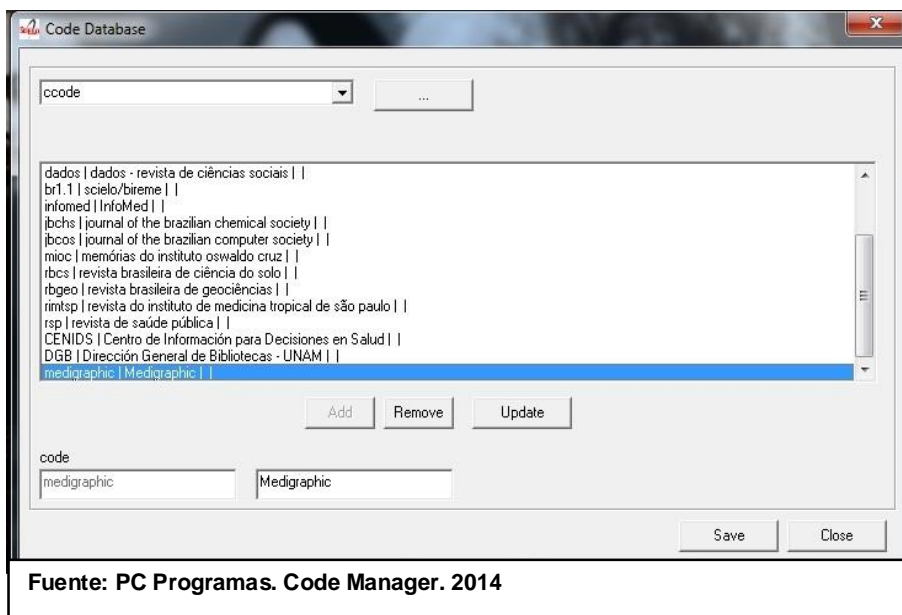 Code Database
ccode
...
dados | dados - revista de ciências sociais | |
br1.1 | scielo/bireme | |
infomed | InfoMed | |
jbchs | journal of the brazilian chemical society | |
jbcos | journal of the brazilian computer society | |
mioc | memórias do instituto oswaldo cruz | |
rbcs | revista brasileira de ciência do solo | |
rbgeo | revista brasileira de geociências | |
rimtsp | revista do instituto de medicina tropical de são paulo | |
rsp | revista de saúde pública | |
CENIDS | Centro de Información para Decisiones en Salud | |
DGB | Dirección General de Bibliotecas - UNAM | |
medigraphic | Medigraphic | |
Add Remove Update
code
medigraphic Medigraphic
Save Close
Fuente: PC Programas. Code Manager. 2014